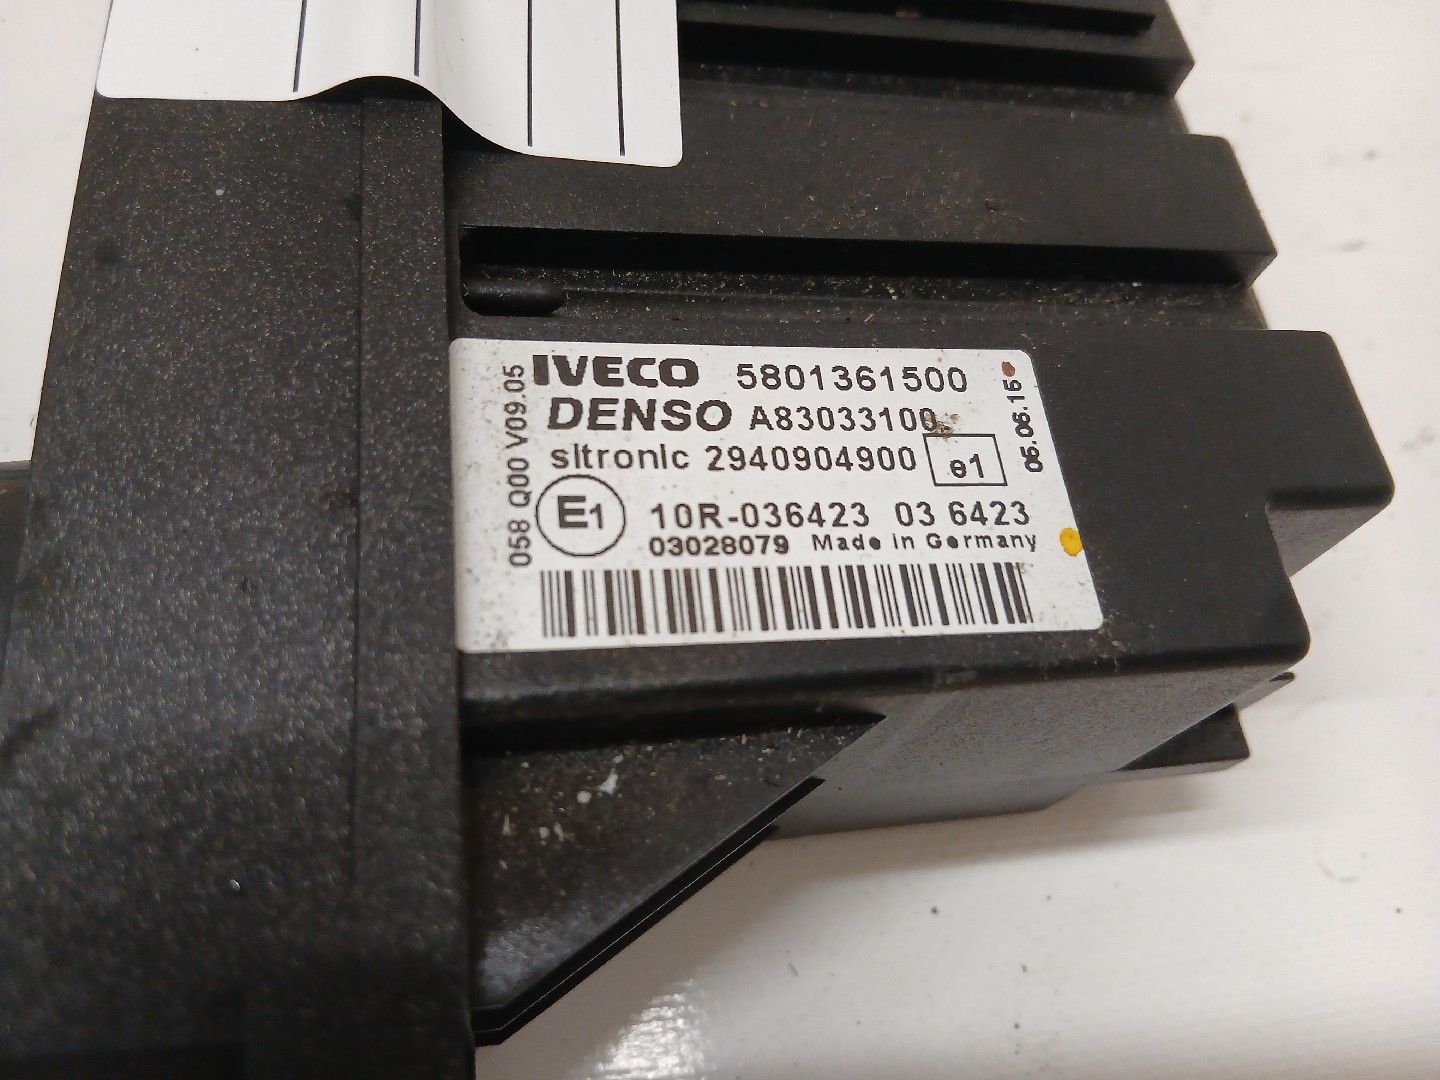 IVECO 5801361500
DENSO A83033100
sitronic 2940904900 e1
E1 10R-036423 03 6423
03028079 Made in Germany
058 Q00 V09.05
05.06.15